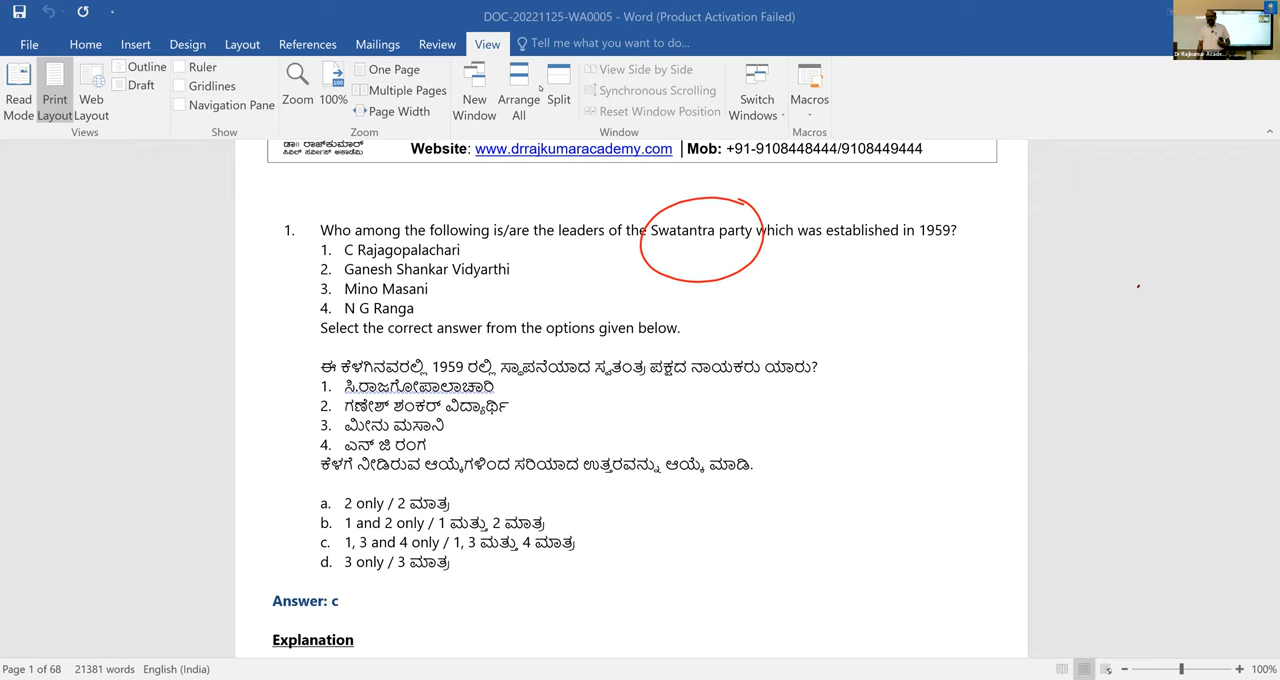 DOC-20221125-WA0005 - Word (Product Activation Failed)
File Home Insert Design Layout References Mailings Review View Tell me what you want to do...
Read Mode
Print Layout
Web Layout
Outline
Draft
Views
Ruler
Gridlines
Navigation Pane
Show
Zoom
100%
One Page
Multiple Pages
Page Width
Zoom
New Window
Arrange All
Split
View Side by Side
Synchronous Scrolling
Reset Window Position
Window
Switch Windows
Macros
Macros
Dr Rajkumar Acade...
ಡಾ|| ರಾಜ್‌ಕುಮಾರ್
ಸಿವಿಲ್ ಸರ್ವೀಸ್ ಅಕಾಡೆಮಿ
Website: www.drrajkumaracademy.com | Mob: +91-9108448444/9108449444
1. Who among the following is/are the leaders of the Swatantra party which was established in 1959?
1. C Rajagopalachari
2. Ganesh Shankar Vidyarthi
3. Mino Masani
4. N G Ranga
Select the correct answer from the options given below.
ಈ ಕೆಳಗಿನವರಲ್ಲಿ 1959 ರಲ್ಲಿ ಸ್ಥಾಪನೆಯಾದ ಸ್ವತಂತ್ರ ಪಕ್ಷದ ನಾಯಕರು ಯಾರು?
1. ಸಿ.ರಾಜಗೋಪಾಲಾಚಾರಿ
2. ಗಣೇಶ್ ಶಂಕರ್ ವಿದ್ಯಾರ್ಥಿ
3. ಮೀನು ಮಸಾನಿ
4. ಎನ್ ಜಿ ರಂಗ
ಕೆಳಗೆ ನೀಡಿರುವ ಆಯ್ಕೆಗಳಿಂದ ಸರಿಯಾದ ಉತ್ತರವನ್ನು ಆಯ್ಕೆ ಮಾಡಿ.
a. 2 only / 2 ಮಾತ್ರ
b. 1 and 2 only / 1 ಮತ್ತು 2 ಮಾತ್ರ
c. 1, 3 and 4 only / 1, 3 ಮತ್ತು 4 ಮಾತ್ರ
d. 3 only / 3 ಮಾತ್ರ
Answer: c
Explanation
Page 1 of 68 21381 words English (India) 100%